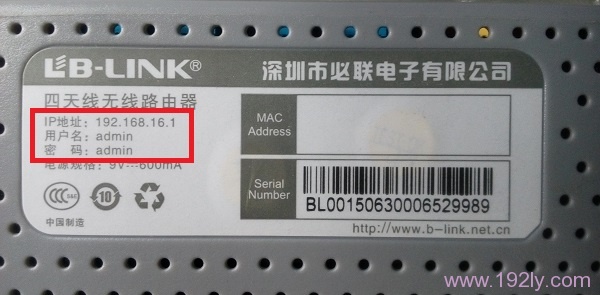 LB-LINK®
深圳市必联电子有限公司
四天线无线路由器
IP地址：192.168.16.1
用户名：admin
密 码：admin
电源规格：9V⎓600mA
中国制造
MAC
Address
Serial
Number
BL00150630006529989
http://www.b-link.net.cn
CCC
S&E
10
www.192ly.com